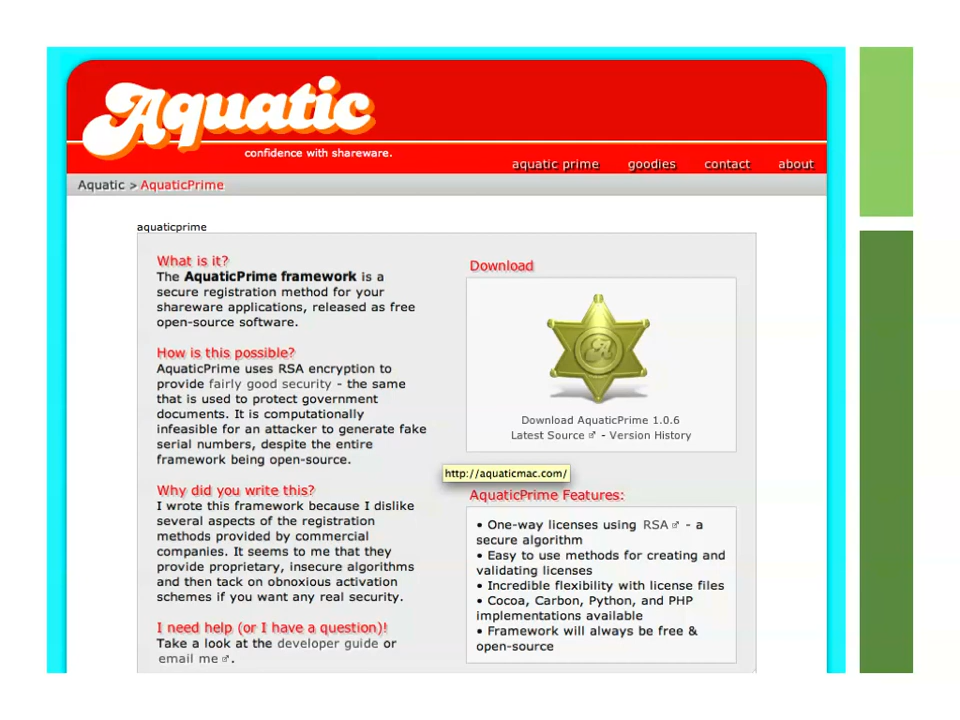 Aquatic
confidence with shareware.
aquatic prime goodies contact about
Aquatic > AquaticPrime
aquaticprime
What is it?
The AquaticPrime framework is a
secure registration method for your
shareware applications, released as free
open-source software.
How is this possible?
AquaticPrime uses RSA encryption to
provide fairly good security - the same
that is used to protect government
documents. It is computationally
infeasible for an attacker to generate fake
serial numbers, despite the entire
framework being open-source.
Why did you write this?
I wrote this framework because I dislike
several aspects of the registration
methods provided by commercial
companies. It seems to me that they
provide proprietary, insecure algorithms
and then tack on obnoxious activation
schemes if you want any real security.
I need help (or I have a question)!
Take a look at the developer guide or
email me.
Download
A
Download AquaticPrime 1.0.6
Latest Source - Version History
http://aquaticmac.com/
AquaticPrime Features:
• One-way licenses using RSA - a
secure algorithm
• Easy to use methods for creating and
validating licenses
• Incredible flexibility with license files
• Cocoa, Carbon, Python, and PHP
implementations available
• Framework will always be free &
open-source